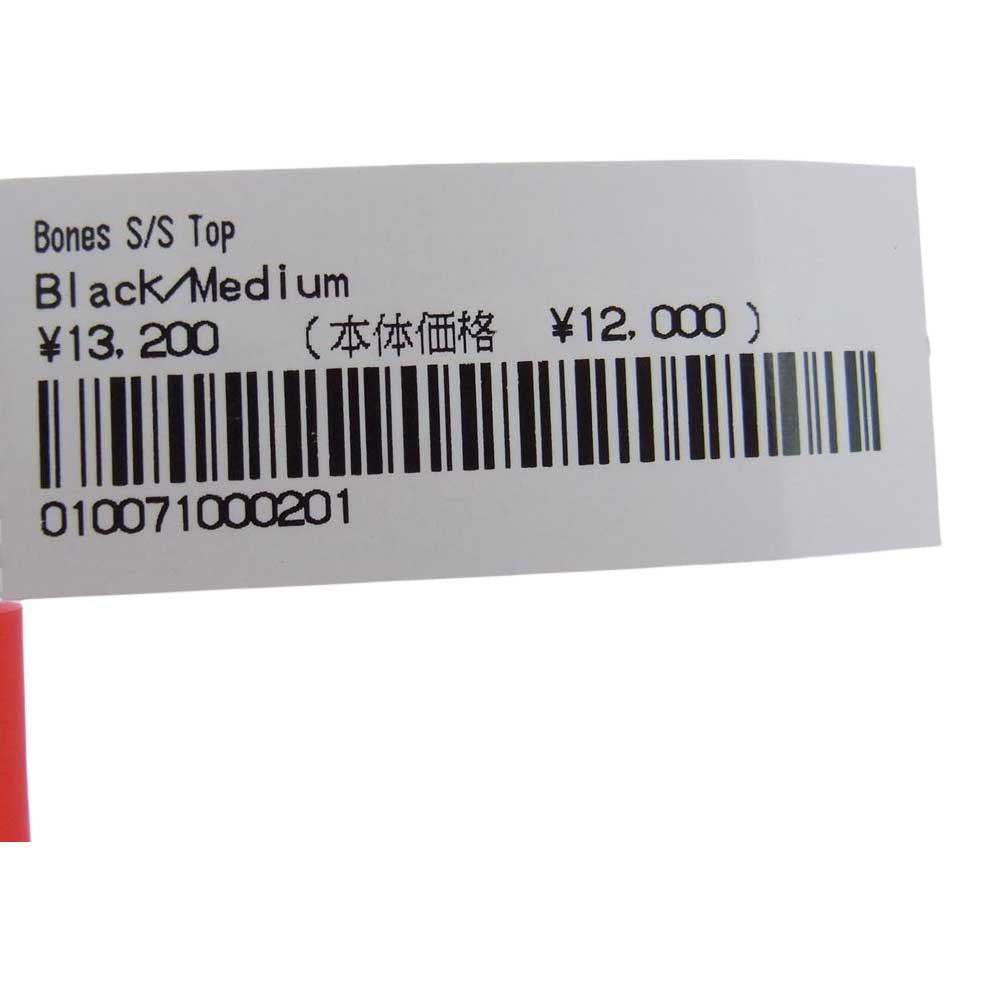 Bones S/S Top
Black/Medium
¥13,200 (本体価格 ¥12,000)
010071000201